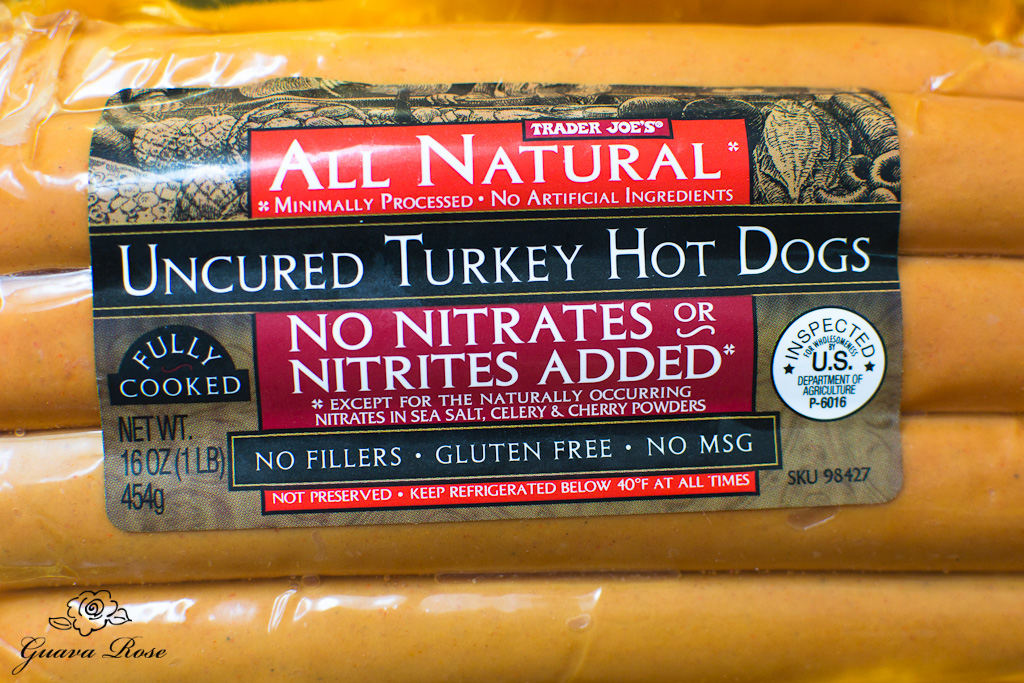 TRADER JOE'S®
ALL NATURAL*
* MINIMALLY PROCESSED • NO ARTIFICIAL INGREDIENTS
UNCURED TURKEY HOT DOGS
FULLY
COOKED
NO NITRATES OR
NITRITES ADDED*
* EXCEPT FOR THE NATURALLY OCCURRING
NITRATES IN SEA SALT, CELERY & CHERRY POWDERS
INSPECTED
FOR WHOLESOMENESS
BY
U.S.
DEPARTMENT OF
AGRICULTURE
P-6016
NET WT.
16 OZ (1 LB)
454g
NO FILLERS • GLUTEN FREE • NO MSG
NOT PRESERVED • KEEP REFRIGERATED BELOW 40°F AT ALL TIMES
SKU 98427
Guava Rose